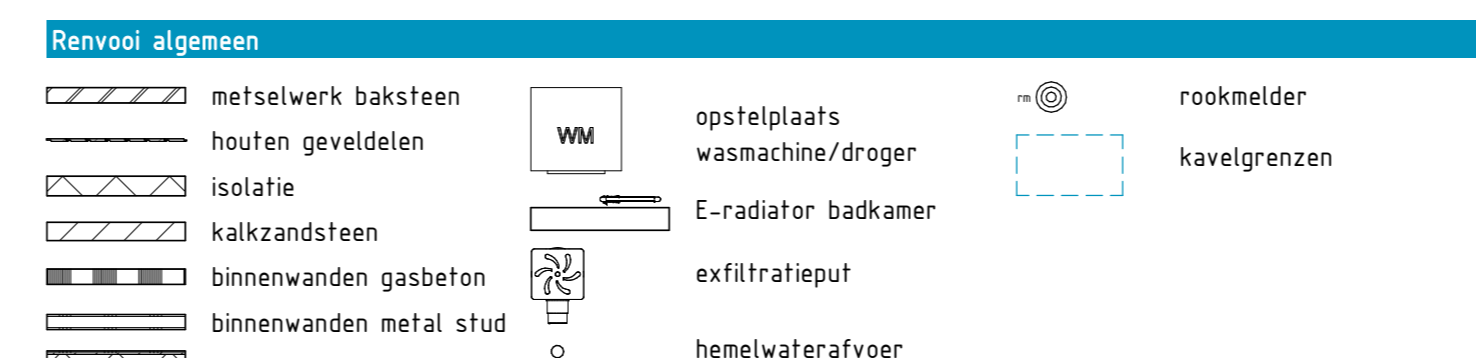 Renvooi algemeen
metselwerk baksteen
houten geveldelen
isolatie
kalkzandsteen
binnenwanden gasbeton
binnenwanden metal stud
WM
opstelplaats
wasmachine/droger
E-radiator badkamer
exfiltratieput
hemelwaterafvoer
rm
rookmelder
kavelgrenzen